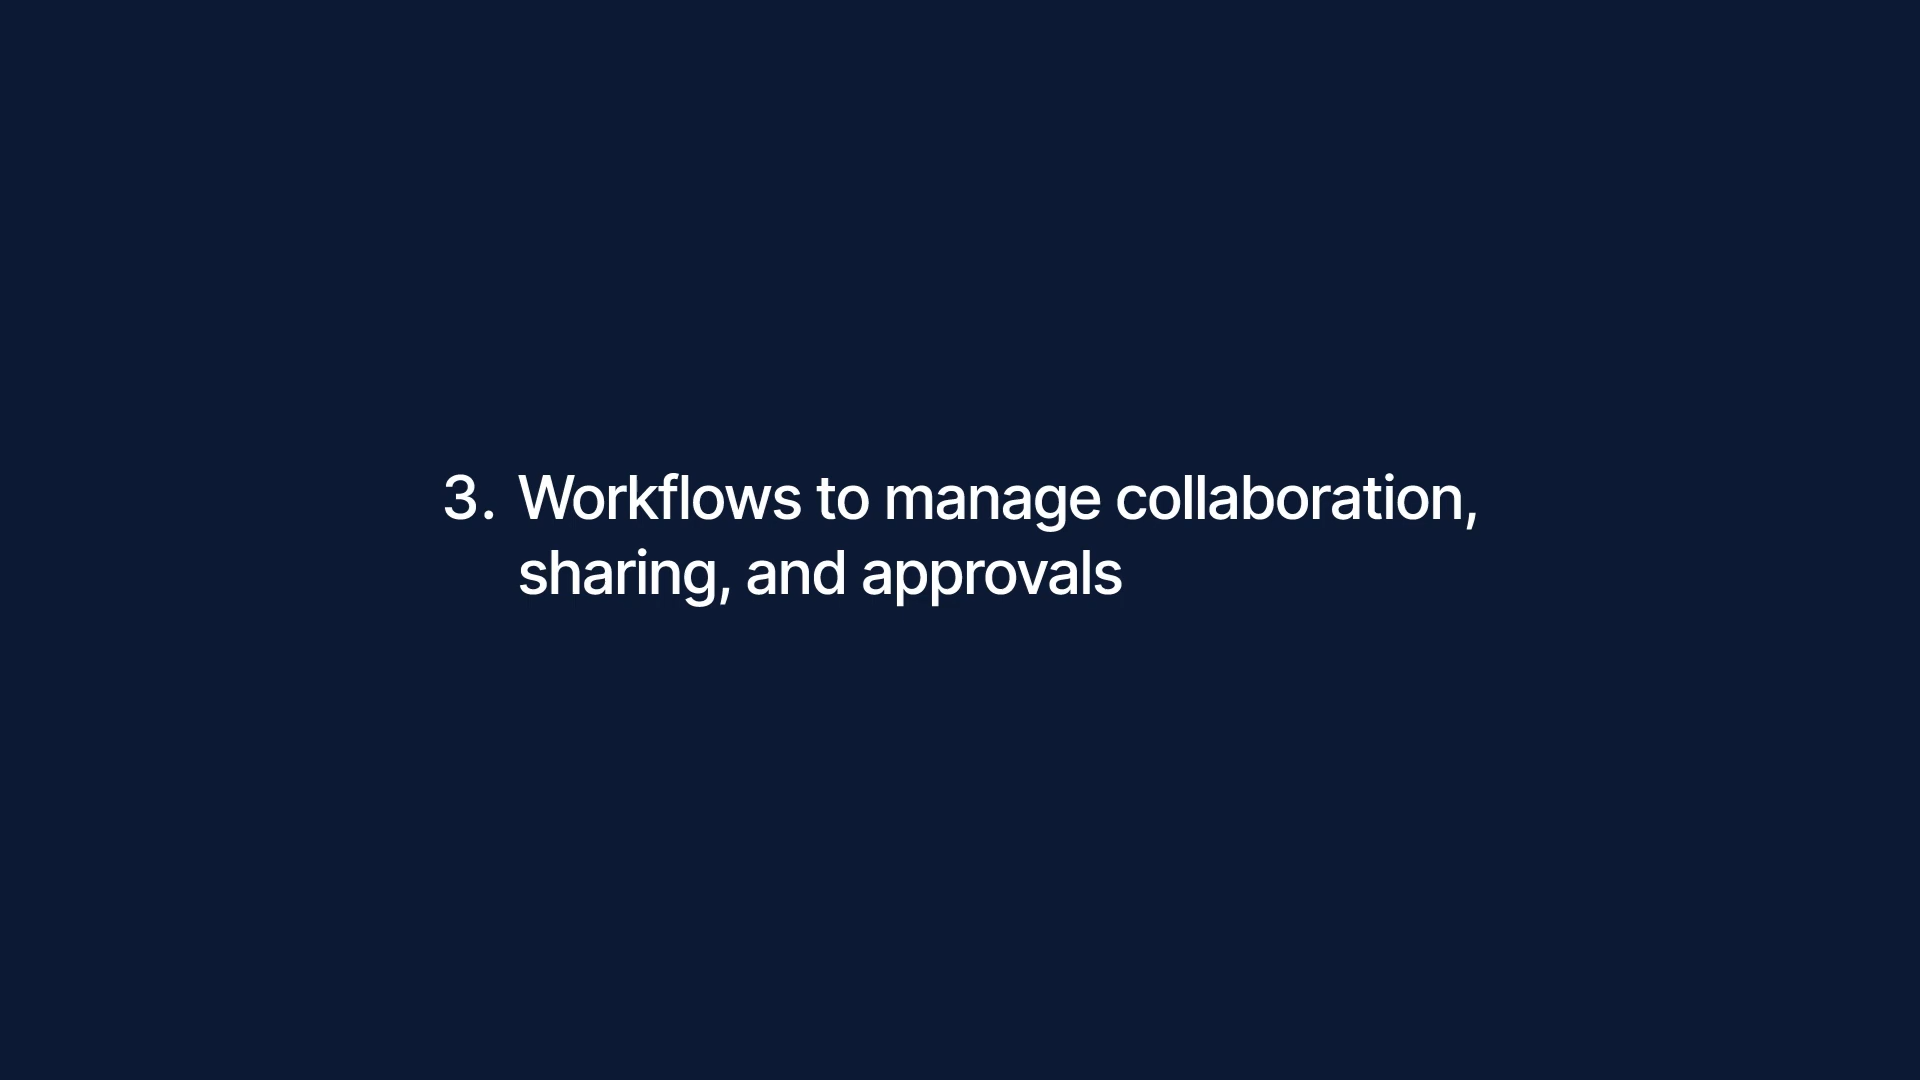 3. Workflows to manage collaboration,
sharing, and approvals